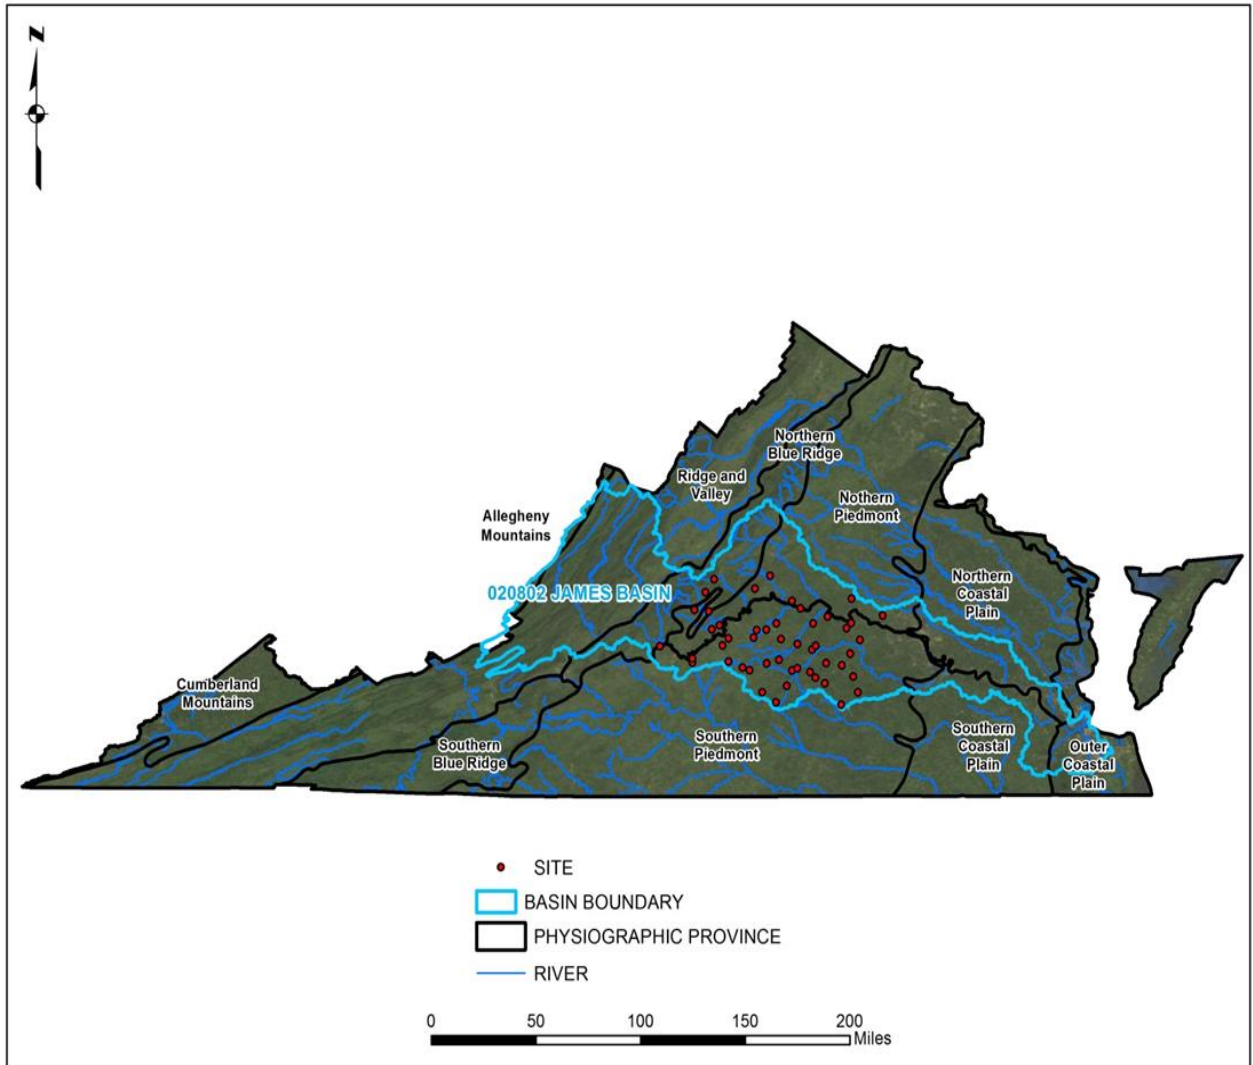 N
Northern
Blue Ridge
Ridge and
Valley
Nothern
Piedmont
Allegheny
Mountains
Northern
Coastal
Plain
020802 JAMES BASIN
Cumberland
Mountains
Southern
Blue Ridge
Southern
Piedmont
Southern
Coastal
Plain
Outer
Coastal
Plain
SITE
BASIN BOUNDARY
PHYSIOGRAPHIC PROVINCE
RIVER
0 50 100 150 200
Miles